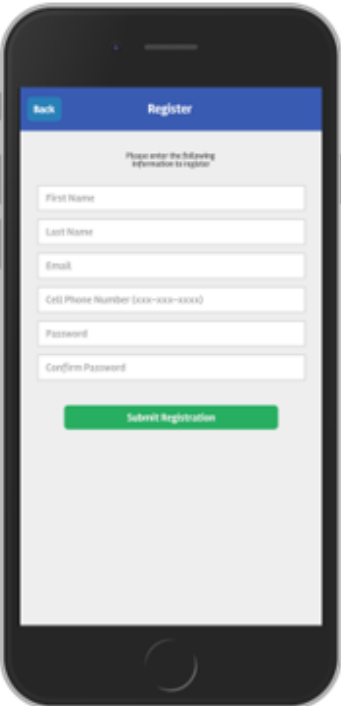 Back
Register
Please enter the following
information to register
First Name
Last Name
Email
Cell Phone Number (xxx-xxx-xxxx)
Password
Confirm Password
Submit Registration